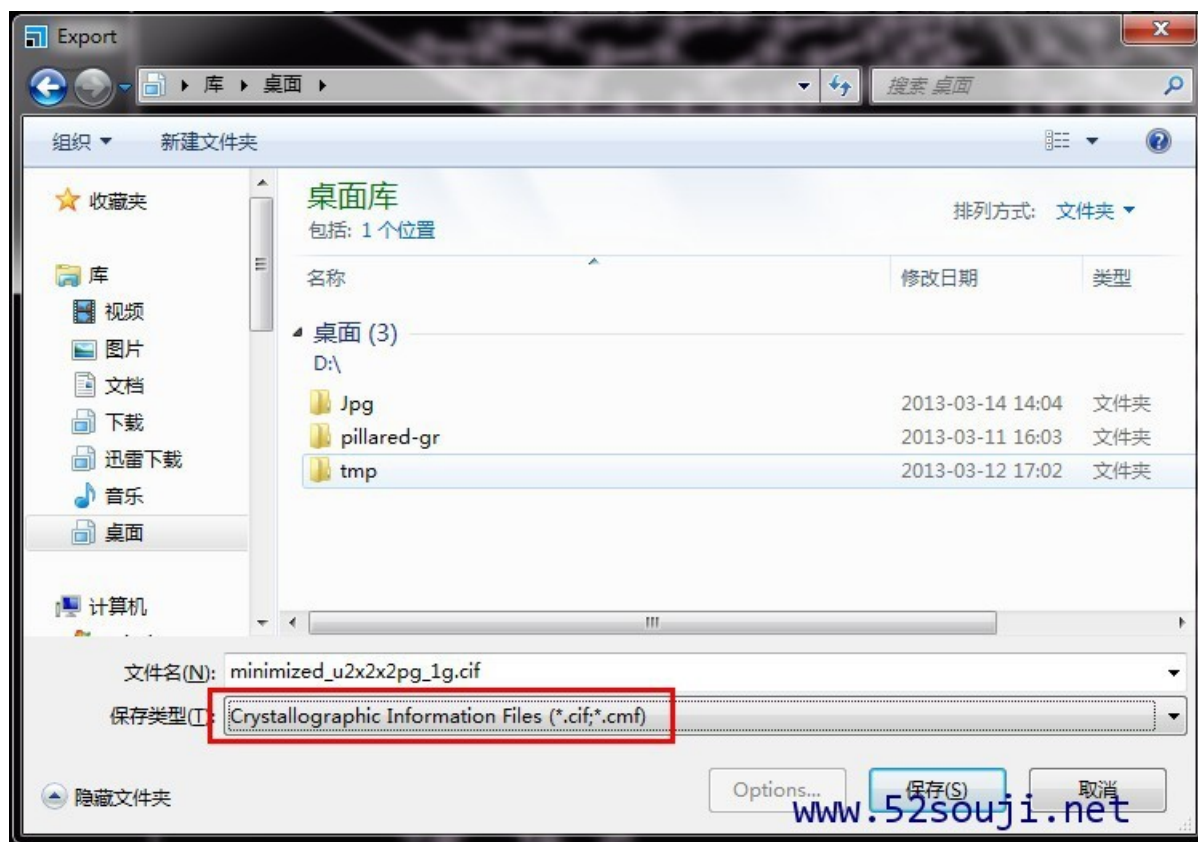 Export
库 桌面
搜索 桌面
组织 新建文件夹
收藏夹
库
视频
图片
文档
下载
迅雷下载
音乐
桌面
计算机
桌面库
包括: 1 个位置
排列方式: 文件夹
名称 修改日期 类型
桌面 (3)
D:\
Jpg 2013-03-14 14:04 文件夹
pillared-gr 2013-03-11 16:03 文件夹
tmp 2013-03-12 17:02 文件夹
文件名(N): minimized_u2x2x2pg_1g.cif
保存类型(T): Crystallographic Information Files (*.cif;*.cmf)
隐藏文件夹 Options... 保存(S) 取消
www.52souji.net